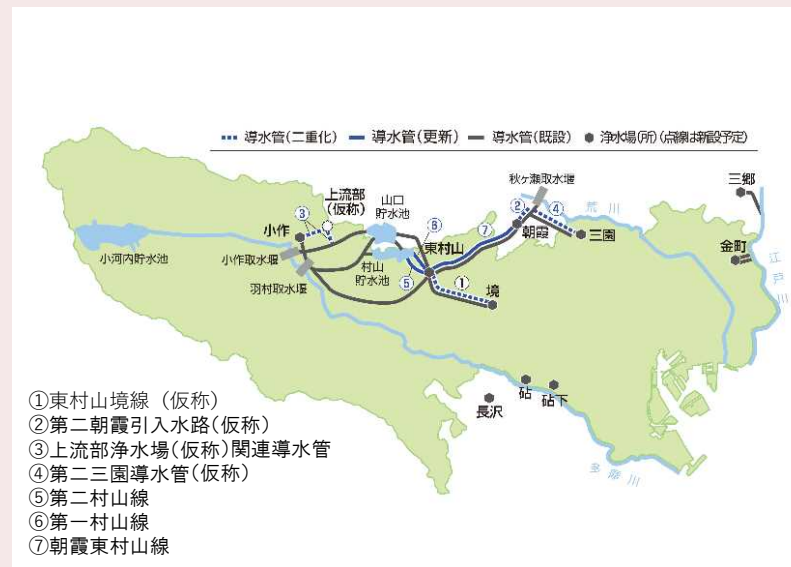 導水管(二重化)
導水管(更新)
導水管(既設)
浄水場(所)(点線は新設予定)
秋ヶ瀬取水堰
三郷
上流部
(仮称)
山口
貯水池
荒川
③
⑥
②
④
⑦
小作
東村山
朝霞
三園
金町
小河内貯水池
小作取水堰
村山
貯水池
江戸川
羽村取水堰
⑤
①
境
砧
砧下
長沢
多摩川
①東村山境線（仮称）
②第二朝霞引入水路(仮称)
③上流部浄水場(仮称)関連導水管
④第二三園導水管(仮称)
⑤第二村山線
⑥第一村山線
⑦朝霞東村山線